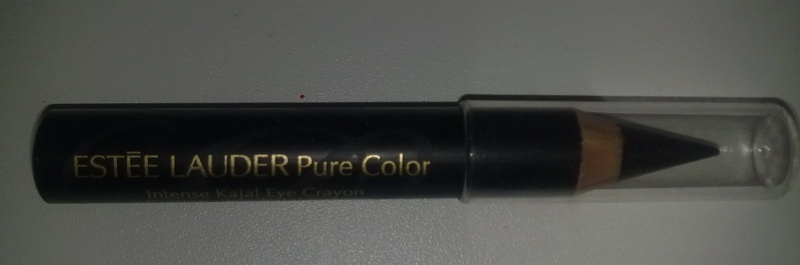 ESTĒE LAUDER Pure Color
Intense Kajal Eye Crayon